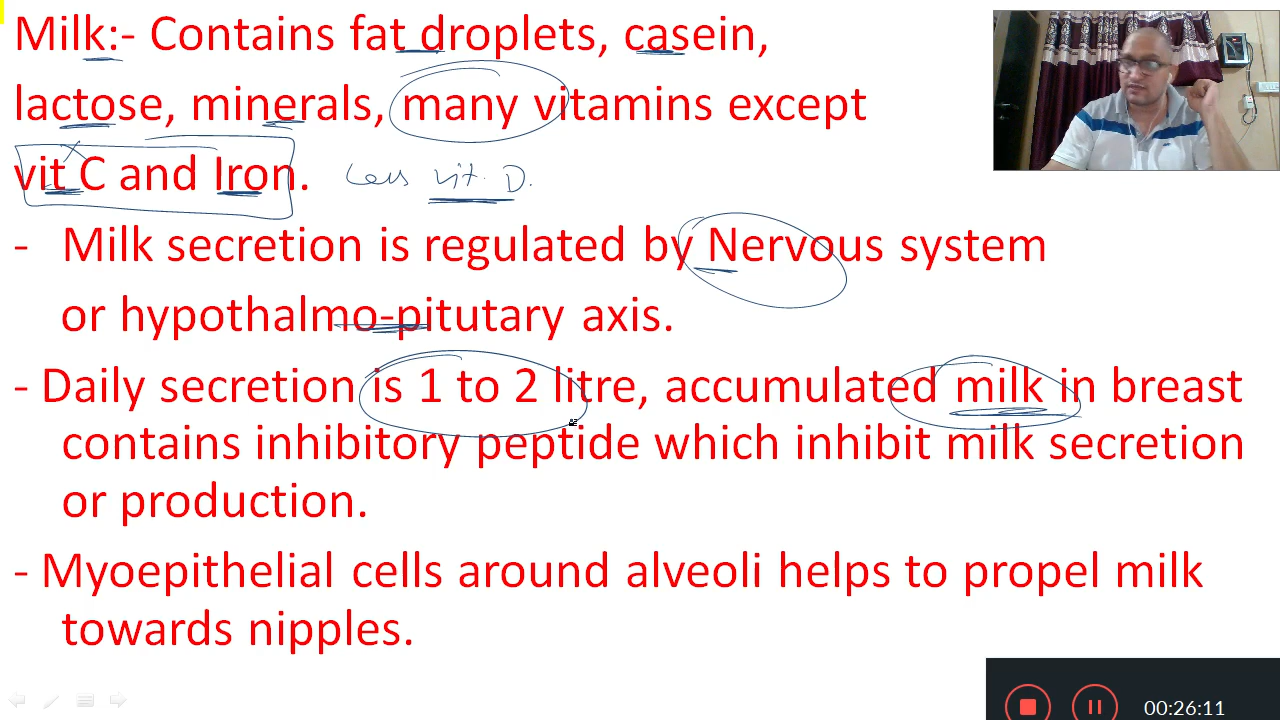 Milk:- Contains fat droplets, casein,
lactose, minerals, many vitamins except
vit C and Iron. Less vit. D.
- Milk secretion is regulated by Nervous system
or hypothalmo-pitutary axis.
- Daily secretion is 1 to 2 litre, accumulated milk in breast
contains inhibitory peptide which inhibit milk secretion
or production.
- Myoepithelial cells around alveoli helps to propel milk
towards nipples.
00:26:11